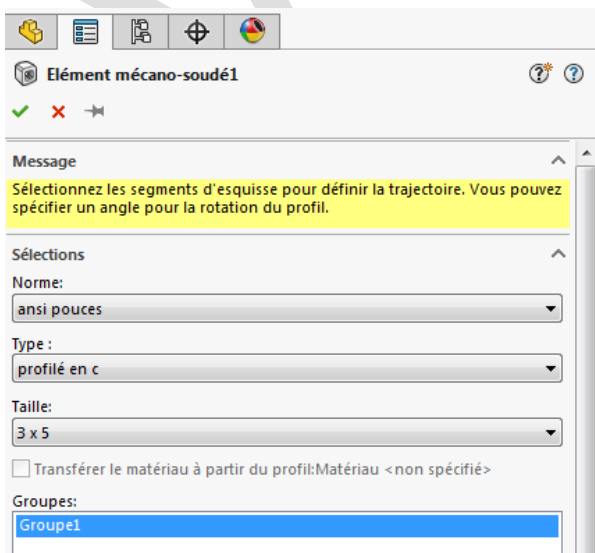 Elément mécano-soudé1
Message
Sélectionnez les segments d'esquisse pour définir la trajectoire. Vous pouvez
spécifier un angle pour la rotation du profil.
Sélections
Norme:
ansi pouces
Type :
profilé en c
Taille:
3 x 5
Transférer le matériau à partir du profil:Matériau <non spécifié>
Groupes:
Groupe1